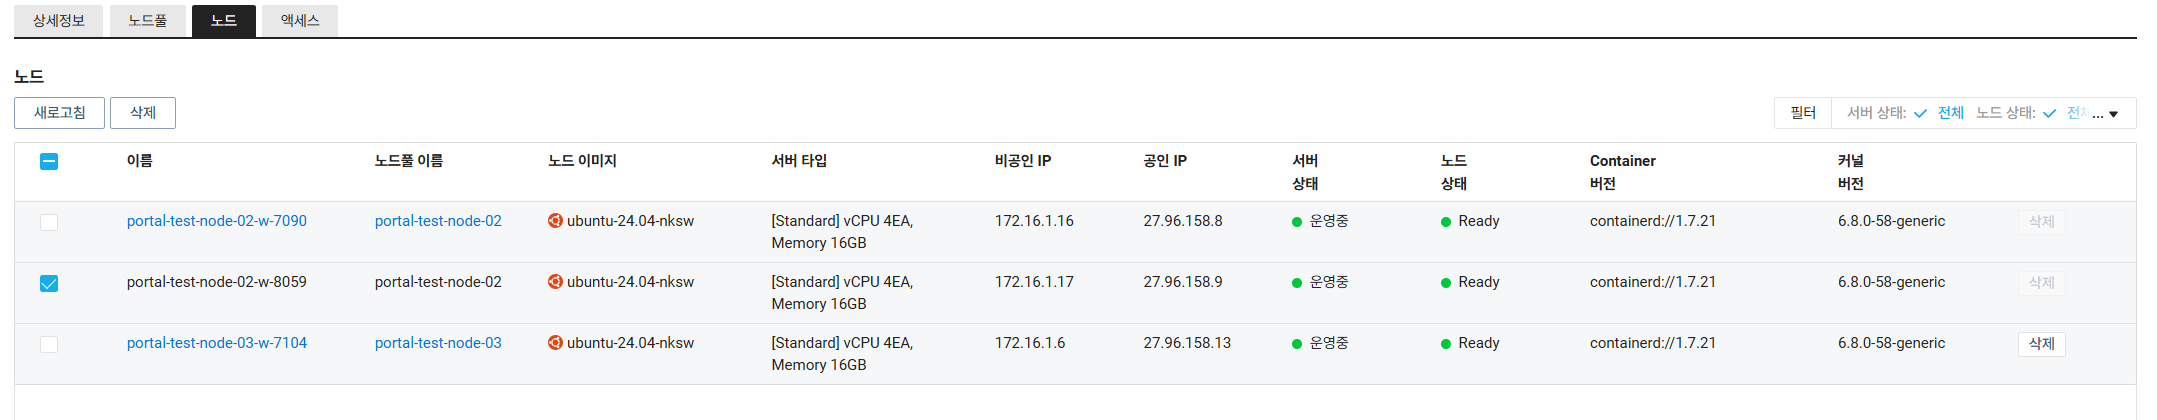 상세정보 노드풀 노드 액세스
노드
새로고침 삭제 필터 서버 상태: 전체 노드 상태: 전체 ...
이름 노드풀 이름 노드 이미지 서버 타입 비공인 IP 공인 IP 서버 노드 Container 커널
상태 상태 버전 버전
portal-test-node-02-w-7090 portal-test-node-02 ubuntu-24.04-nksw [Standard] vCPU 4EA, 172.16.1.16 27.96.158.8 운영중 Ready containerd://1.7.21 6.8.0-58-generic 삭제
Memory 16GB
portal-test-node-02-w-8059 portal-test-node-02 ubuntu-24.04-nksw [Standard] vCPU 4EA, 172.16.1.17 27.96.158.9 운영중 Ready containerd://1.7.21 6.8.0-58-generic 삭제
Memory 16GB
portal-test-node-03-w-7104 portal-test-node-03 ubuntu-24.04-nksw [Standard] vCPU 4EA, 172.16.1.6 27.96.158.13 운영중 Ready containerd://1.7.21 6.8.0-58-generic 삭제
Memory 16GB